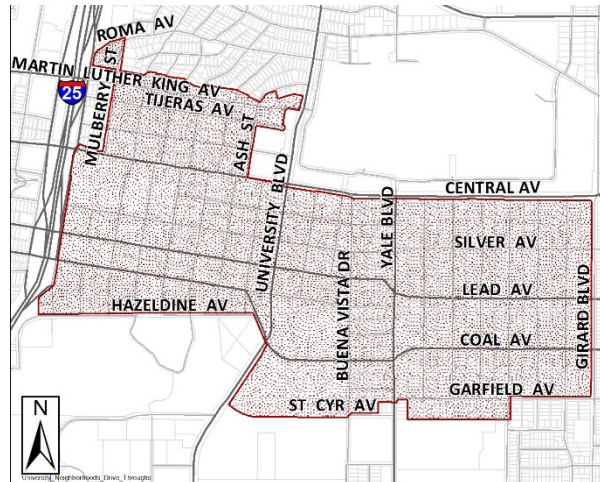 ROMA AV
MARTIN LUTHER KING AV
TIJERAS AV
25
MULBERRY ST
ASH ST
UNIVERSITY BLVD
CENTRAL AV
YALE BLVD
SILVER AV
BUENA VISTA DR
LEAD AV
HAZELDINE AV
GIRARD BLVD
COAL AV
GARFIELD AV
ST CYR AV
N
University_Neighborhoods_Drive_Throughs